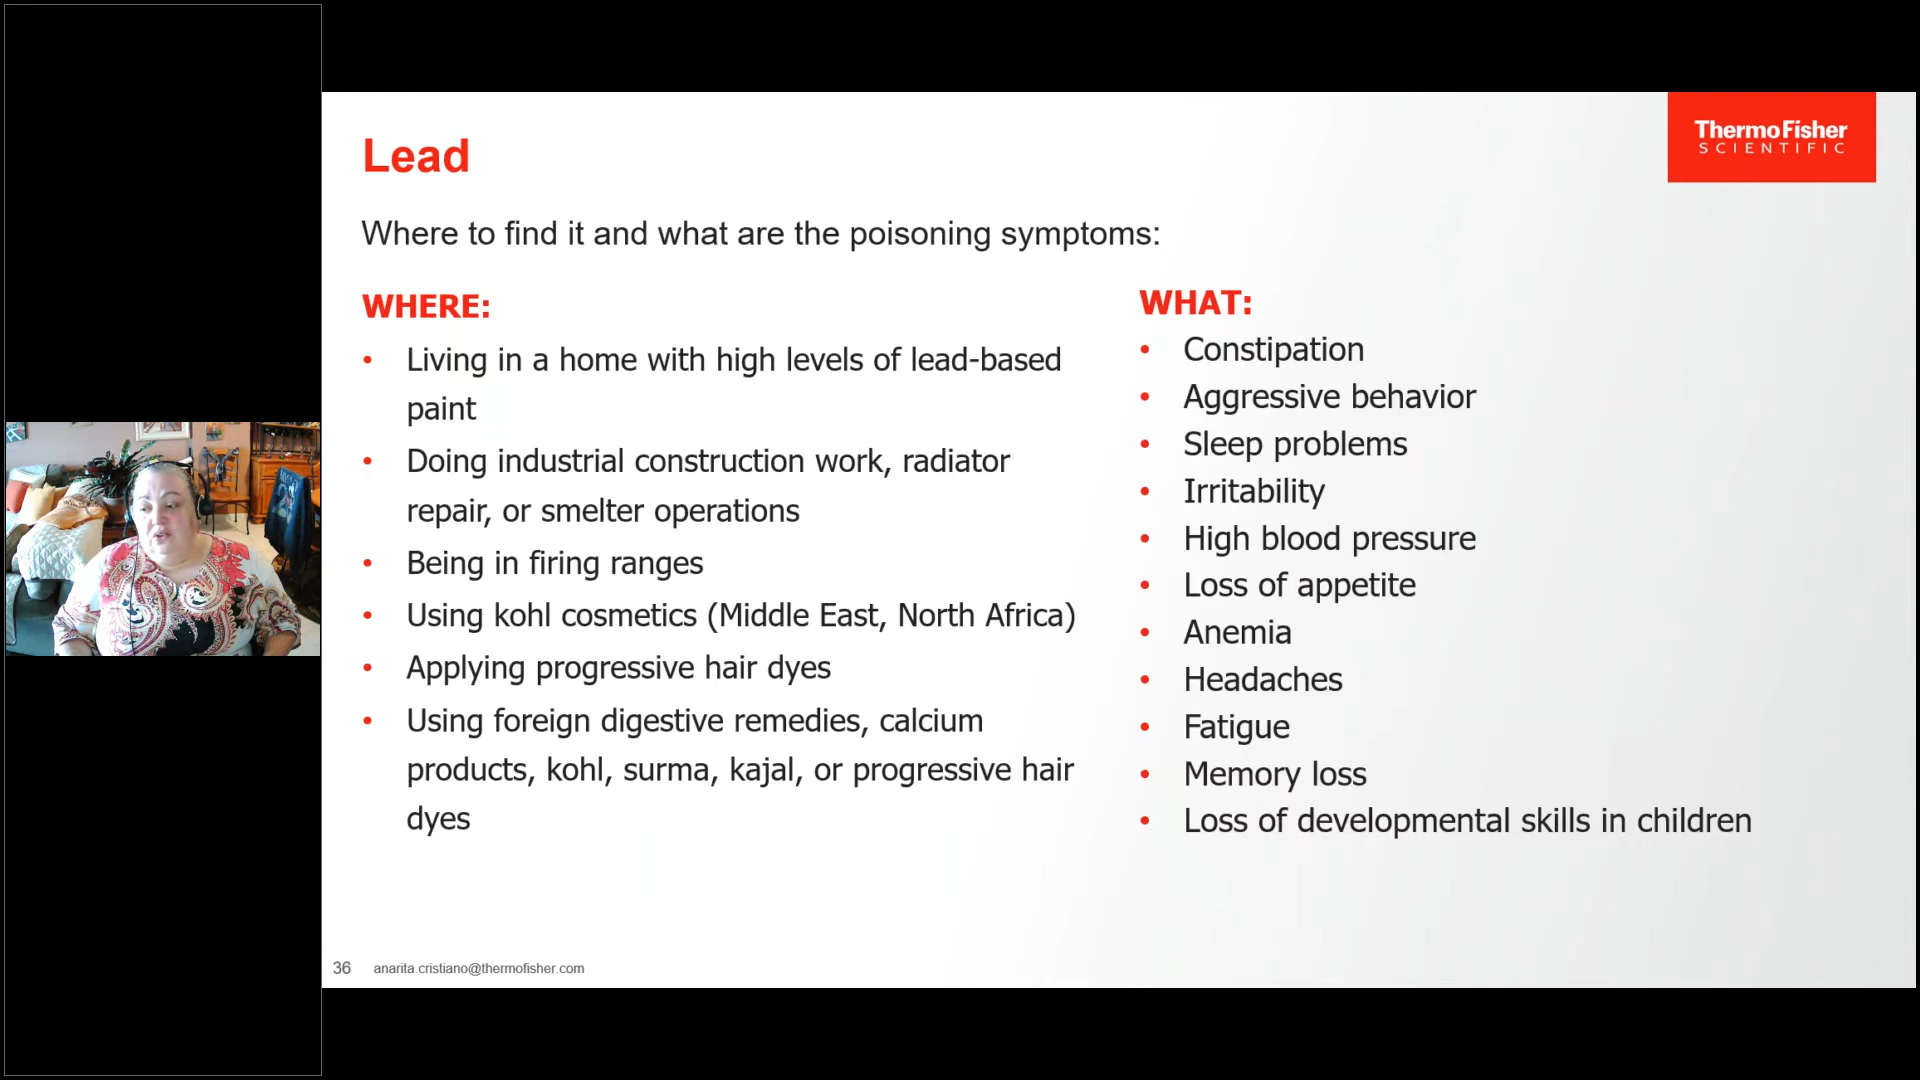 ThermoFisher
SCIENTIFIC
Lead
Where to find it and what are the poisoning symptoms:
WHERE:
• Living in a home with high levels of lead-based
paint
• Doing industrial construction work, radiator
repair, or smelter operations
• Being in firing ranges
• Using kohl cosmetics (Middle East, North Africa)
• Applying progressive hair dyes
• Using foreign digestive remedies, calcium
products, kohl, surma, kajal, or progressive hair
dyes
WHAT:
• Constipation
• Aggressive behavior
• Sleep problems
• Irritability
• High blood pressure
• Loss of appetite
• Anemia
• Headaches
• Fatigue
• Memory loss
• Loss of developmental skills in children
36 anarita.cristiano@thermofisher.com